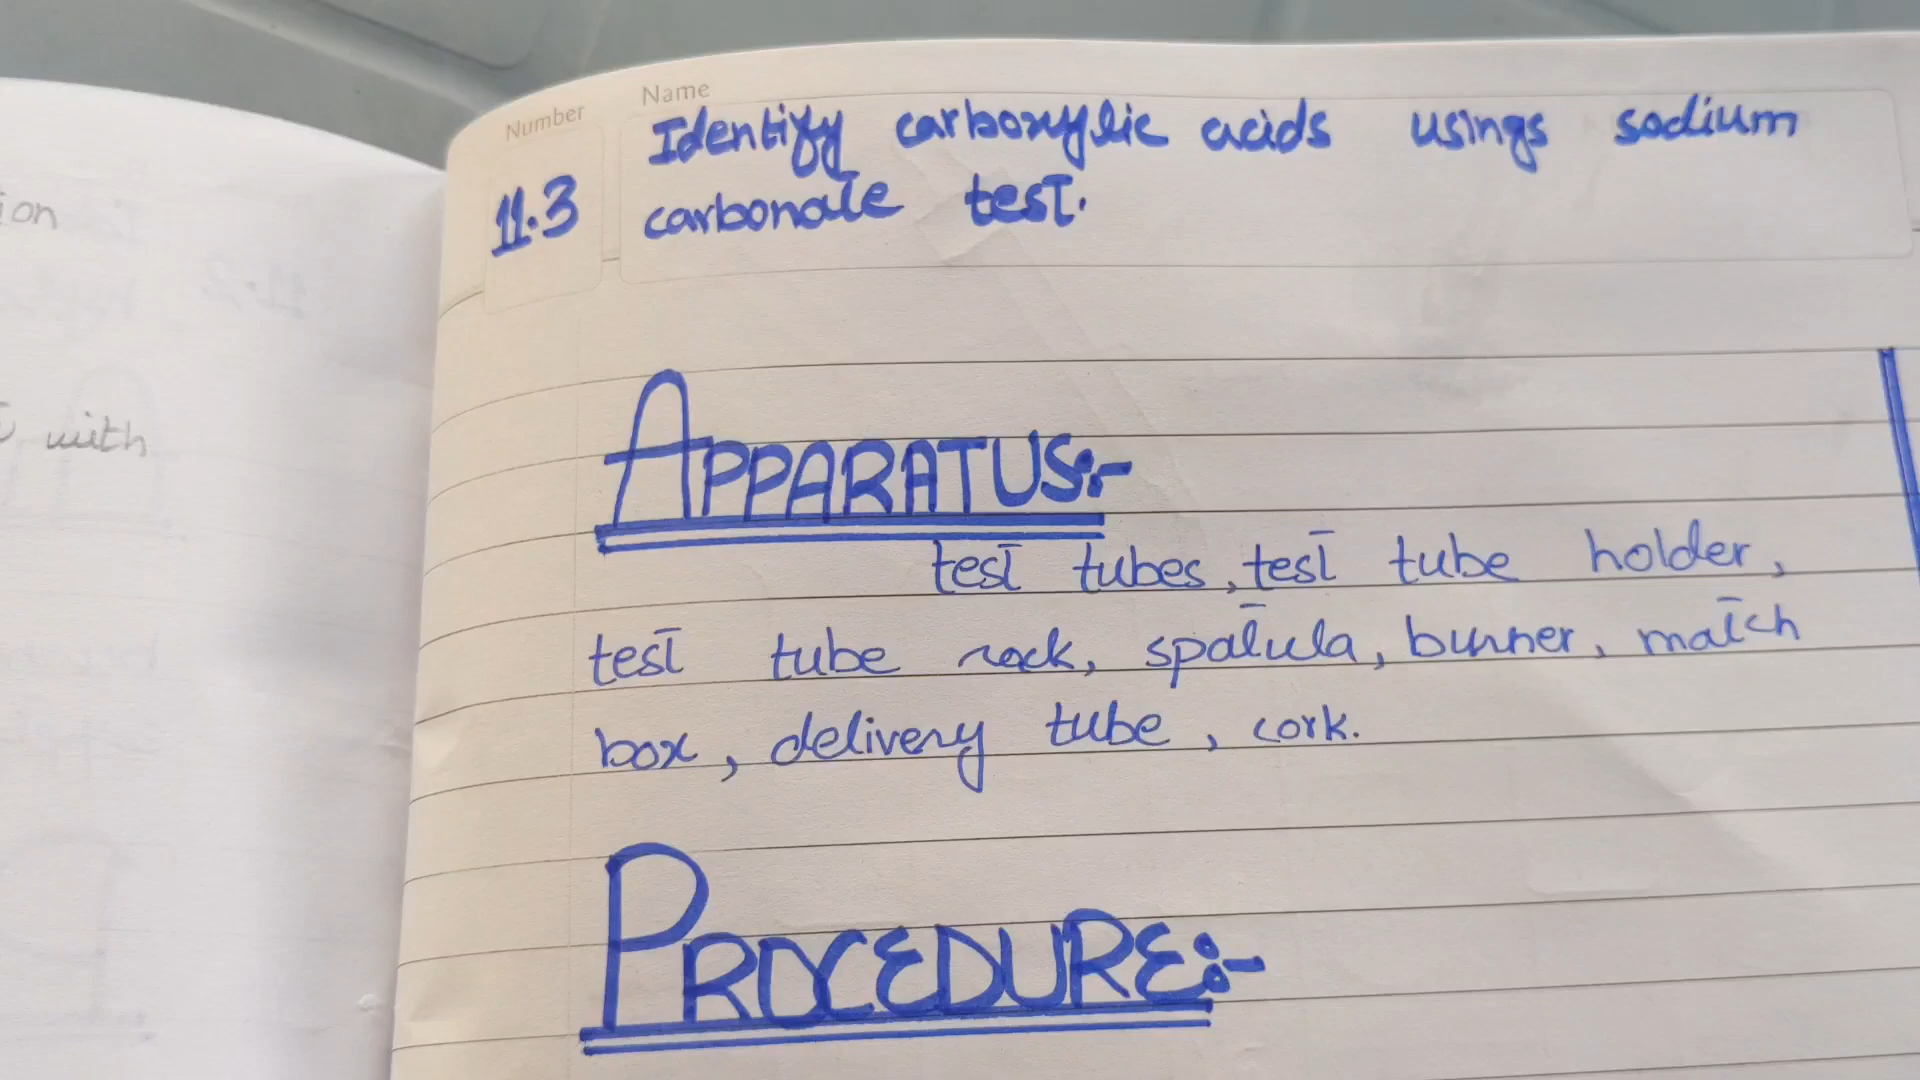 ion
with
Number
Name
11.3
Identify carboxylic acids usings sodium
carbonate test.
APPARATUS:-
test tubes, test tube holder,
test tube rack, spatula, burner, match
box, delivery tube, cork.
PROCEDURE:-